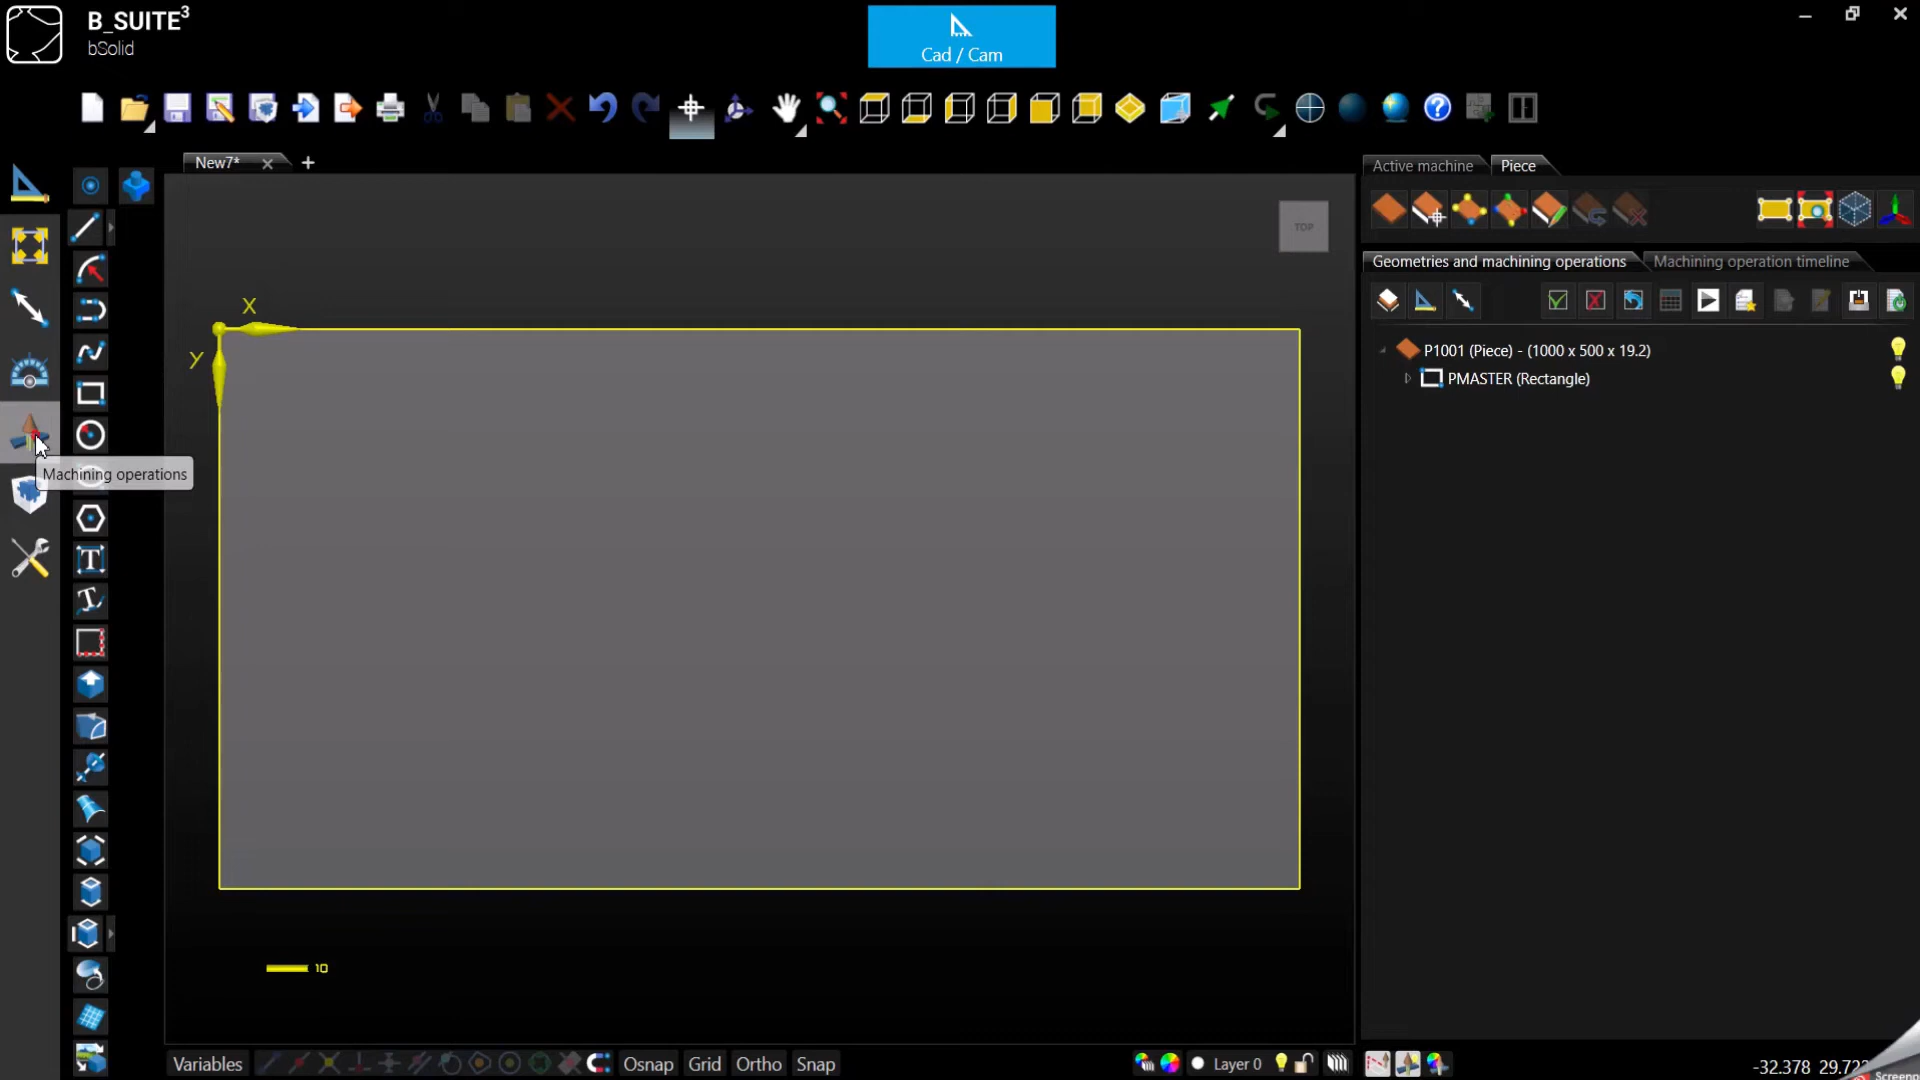 B_SUITE³
bSolid
Cad / Cam
New7*
TOP
X
Y
Machining operations
10
Active machine
Piece
Geometries and machining operations
Machining operation timeline
P1001 (Piece) - (1000 x 500 x 19.2)
PMASTER (Rectangle)
Variables
Osnap
Grid
Ortho
Snap
Layer 0
-32.378 29.72